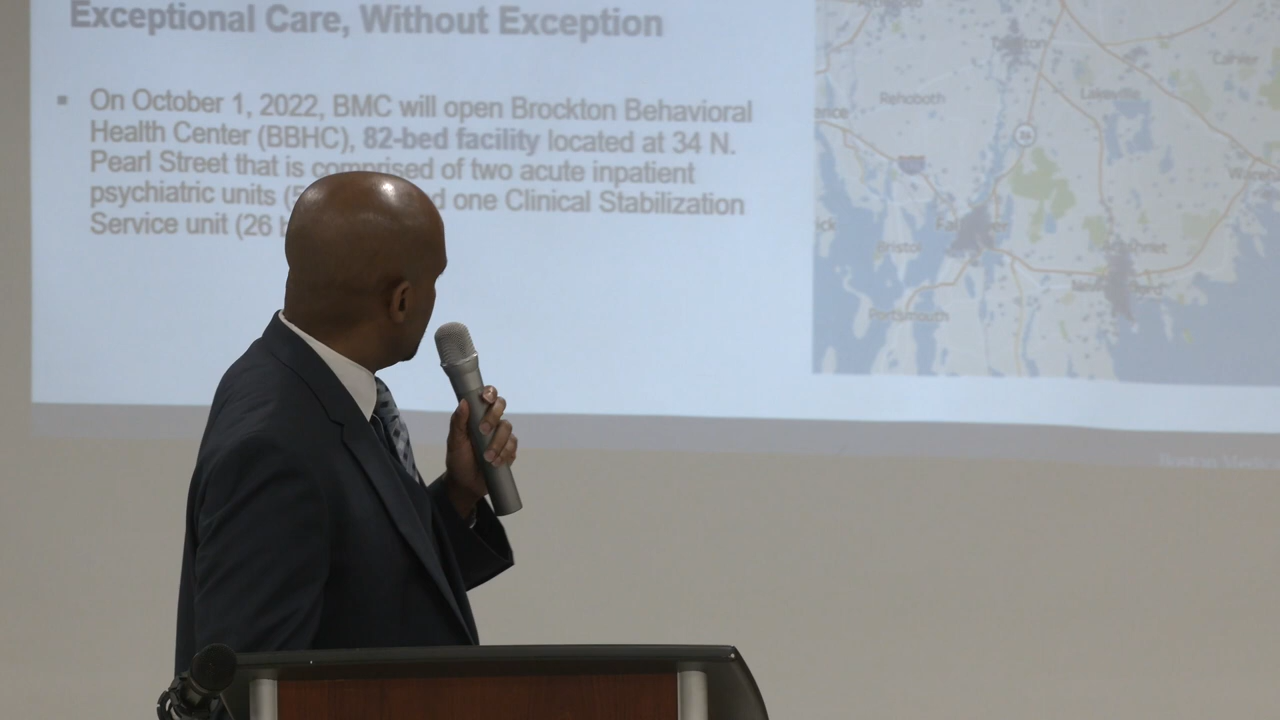 Exceptional Care, Without Exception
▪ On October 1, 2022, BMC will open Brockton Behavioral
Health Center (BBHC), 82-bed facility located at 34 N.
Pearl Street that is comprised of two acute inpatient
psychiatric units (5 d one Clinical Stabilization
Service unit (26
Rehoboth
Lakeville
Bristol
Portsmouth